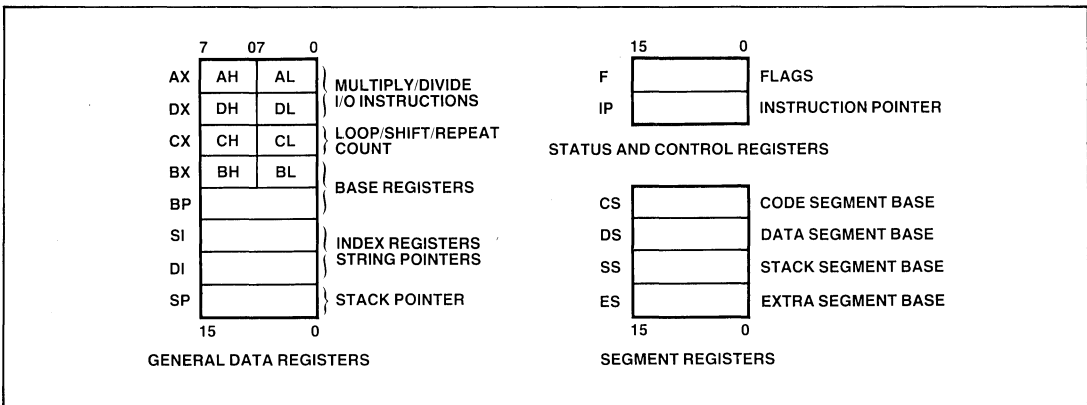 7 07 0
AX AH AL MULTIPLY/DIVIDE
DX DH DL I/O INSTRUCTIONS
CX CH CL LOOP/SHIFT/REPEAT
COUNT
BX BH BL BASE REGISTERS
BP
SI INDEX REGISTERS
DI STRING POINTERS
SP STACK POINTER
15 0
GENERAL DATA REGISTERS
15 0
F FLAGS
IP INSTRUCTION POINTER
STATUS AND CONTROL REGISTERS
CS CODE SEGMENT BASE
DS DATA SEGMENT BASE
SS STACK SEGMENT BASE
ES EXTRA SEGMENT BASE
15 0
SEGMENT REGISTERS